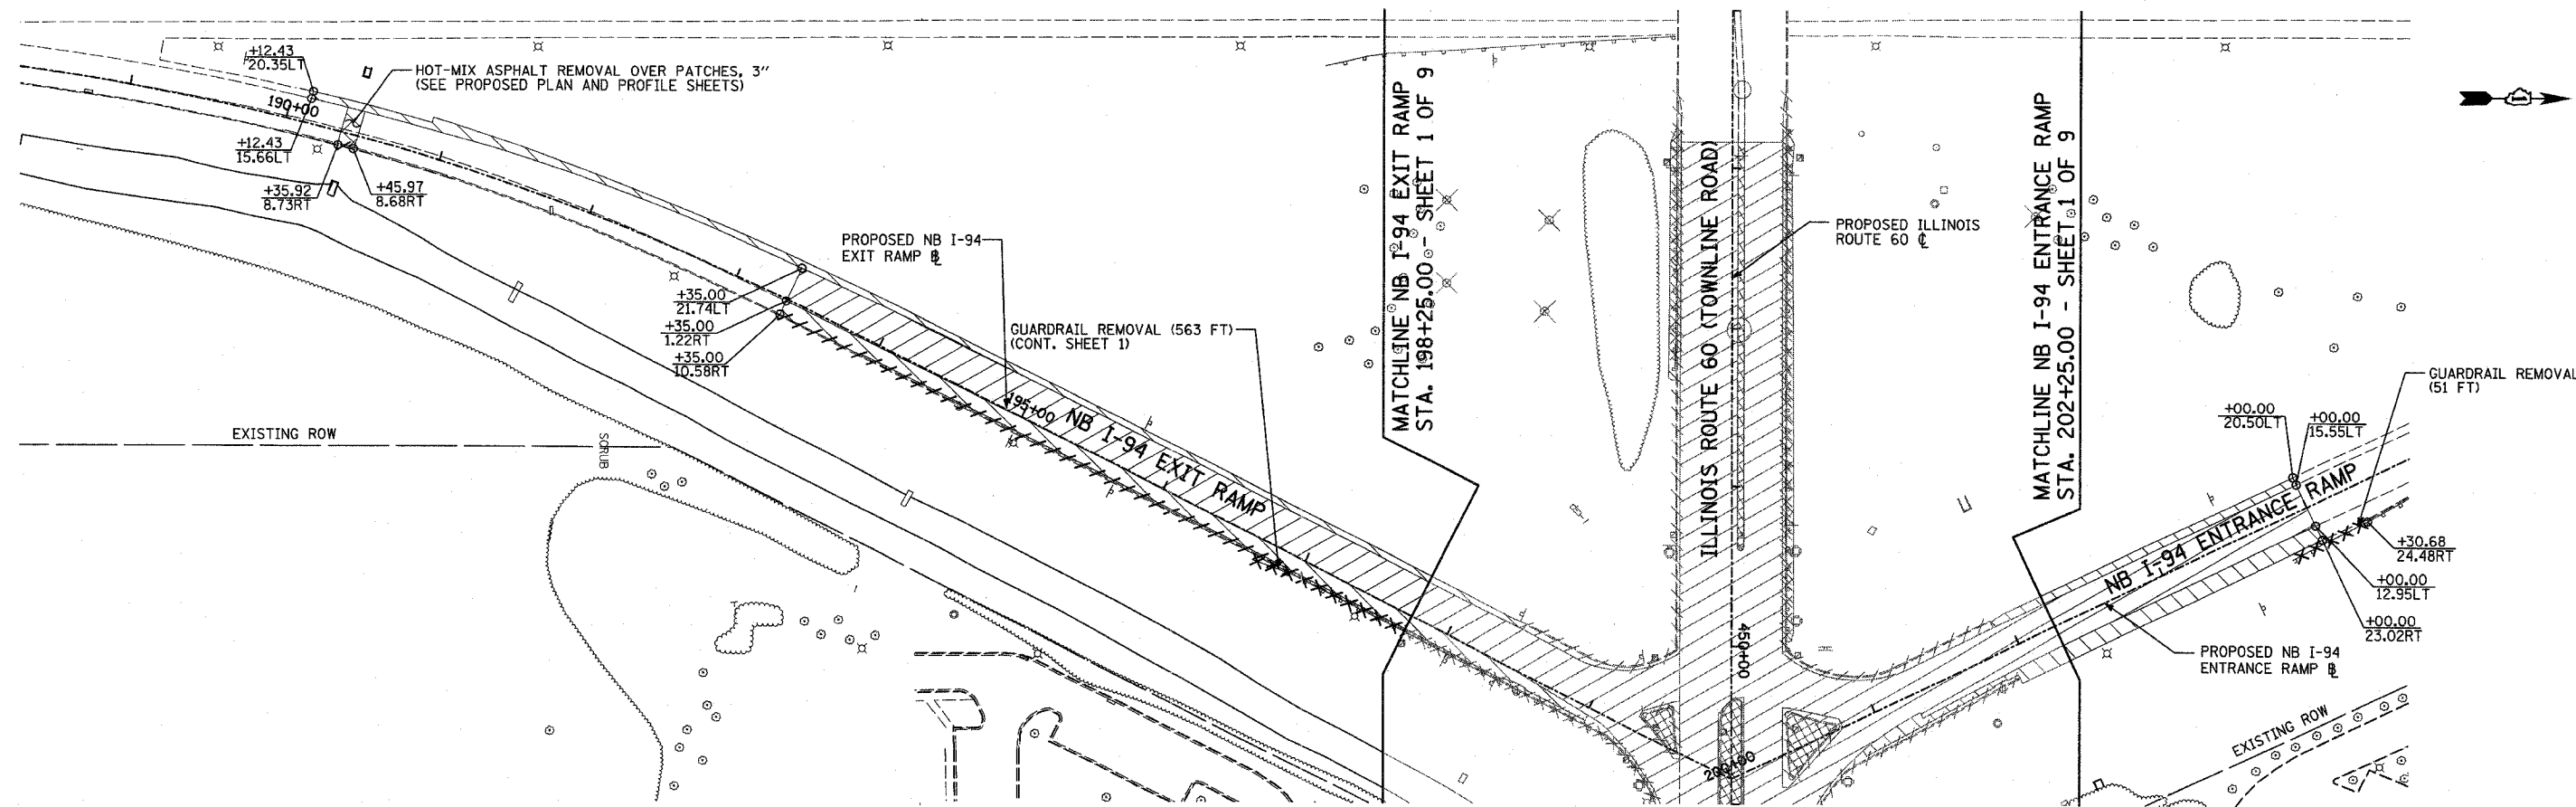 +12.43
20.35LT
HOT-MIX ASPHALT REMOVAL OVER PATCHES, 3"
(SEE PROPOSED PLAN AND PROFILE SHEETS)
190+00
+12.43
15.66LT
+35.92
8.73RT
+45.97
8.68RT
PROPOSED NB I-94
EXIT RAMP ⅊
+35.00
21.74LT
+35.00
1.22RT
+35.00
10.58RT
GUARDRAIL REMOVAL (563 FT)
(CONT. SHEET 1)
195+00
NB I-94 EXIT RAMP
EXISTING ROW
SCRUB
MATCHLINE NB I-94 EXIT RAMP
STA. 198+25.00 - SHEET 1 OF 9
ILLINOIS ROUTE 60 (TOWNLINE ROAD)
PROPOSED ILLINOIS
ROUTE 60 ℄
450+00
200+00
MATCHLINE NB I-94 ENTRANCE RAMP
STA. 202+25.00 - SHEET 1 OF 9
GUARDRAIL REMOVAL
(51 FT)
+00.00
20.50LT
+00.00
15.55LT
NB I-94 ENTRANCE RAMP
+30.68
24.48RT
+00.00
12.95LT
+00.00
23.02RT
PROPOSED NB I-94
ENTRANCE RAMP ⅊
EXISTING ROW